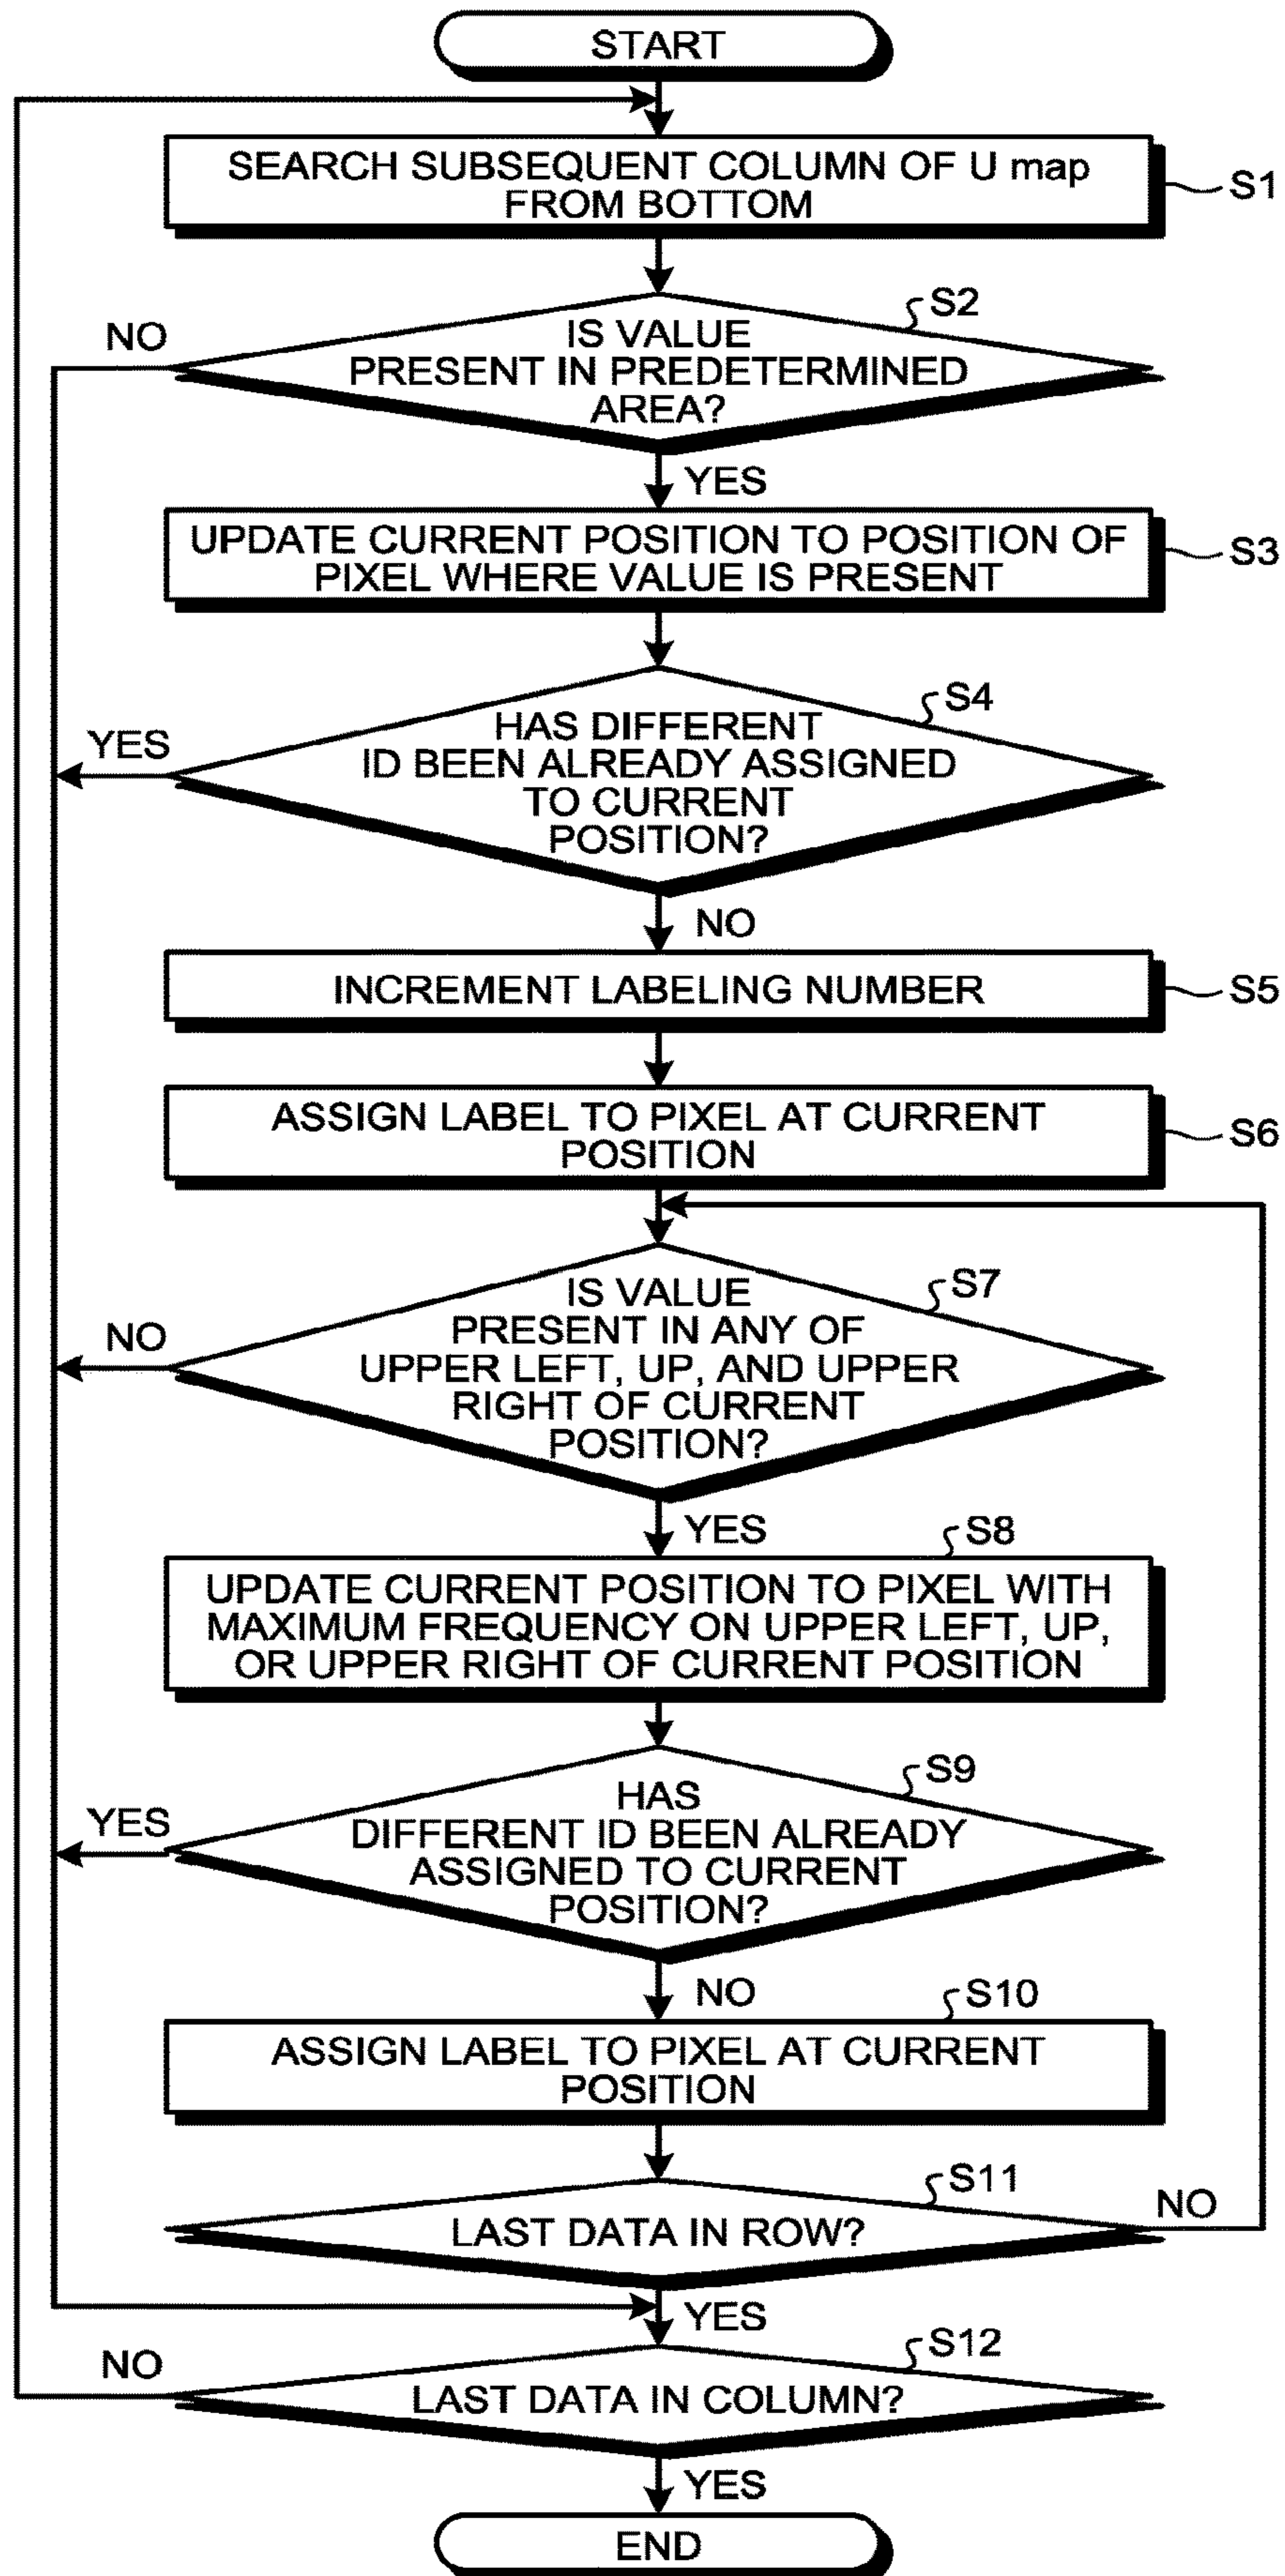 START
SEARCH SUBSEQUENT COLUMN OF U map
FROM BOTTOM
S1
S2
NO
IS VALUE
PRESENT IN PREDETERMINED
AREA?
YES
UPDATE CURRENT POSITION TO POSITION OF
PIXEL WHERE VALUE IS PRESENT
S3
S4
YES
HAS DIFFERENT
ID BEEN ALREADY ASSIGNED
TO CURRENT
POSITION?
NO
INCREMENT LABELING NUMBER
S5
ASSIGN LABEL TO PIXEL AT CURRENT
POSITION
S6
S7
NO
IS VALUE
PRESENT IN ANY OF
UPPER LEFT, UP, AND UPPER
RIGHT OF CURRENT
POSITION?
YES
S8
UPDATE CURRENT POSITION TO PIXEL WITH
MAXIMUM FREQUENCY ON UPPER LEFT, UP,
OR UPPER RIGHT OF CURRENT POSITION
S9
YES
HAS
DIFFERENT ID BEEN ALREADY
ASSIGNED TO CURRENT
POSITION?
NO
S10
ASSIGN LABEL TO PIXEL AT CURRENT
POSITION
S11
NO
LAST DATA IN ROW?
YES
S12
NO
LAST DATA IN COLUMN?
YES
END